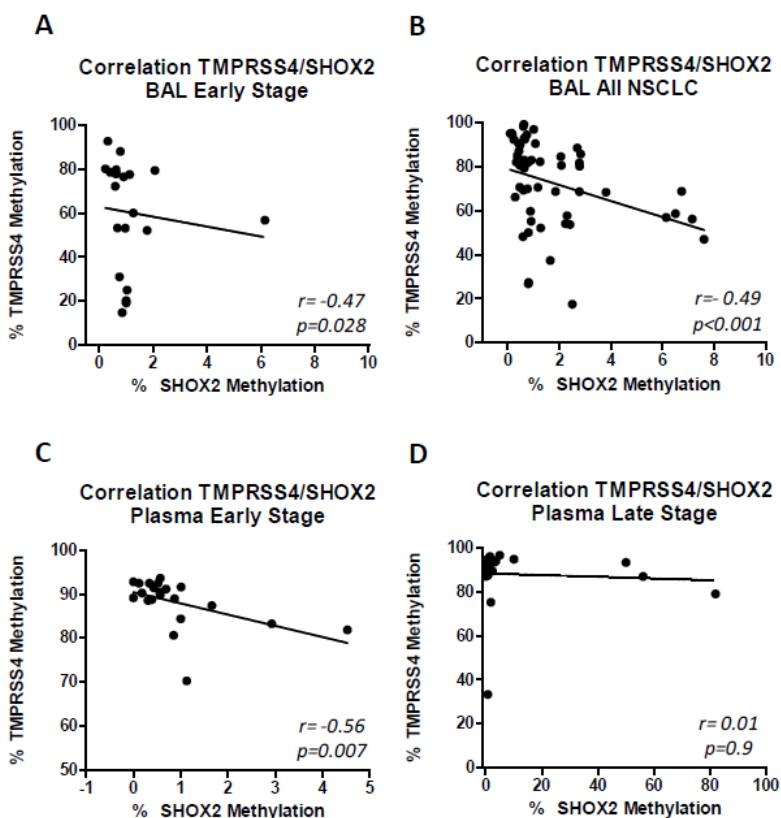 A
Correlation TMPRSS4/SHOX2
BAL Early Stage
% TMPRSS4 Methylation
100
80
60
40
20
0
r= -0.47
p=0.028
0 2 4 6 8 10
% SHOX2 Methylation
B
Correlation TMPRSS4/SHOX2
BAL All NSCLC
% TMPRSS4 Methylation
100
80
60
40
20
0
r=- 0.49
p<0.001
0 2 4 6 8 10
% SHOX2 Methylation
C
Correlation TMPRSS4/SHOX2
Plasma Early Stage
% TMPRSS4 Methylation
100
90
80
70
60
50
r= -0.56
p=0.007
-1 0 1 2 3 4 5
% SHOX2 Methylation
D
Correlation TMPRSS4/SHOX2
Plasma Late Stage
% TMPRSS4 Methylation
100
80
60
40
20
0
r= 0.01
p=0.9
0 20 40 60 80 100
% SHOX2 Methylation